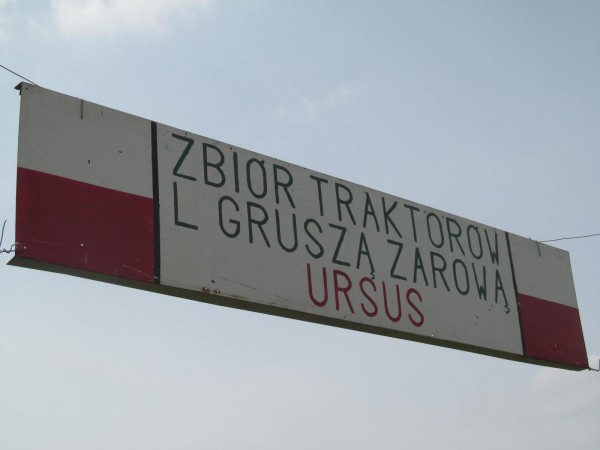 ZBIÓR TRAKTORÓW
L GRUSZĄ ZAROWĄ
URSUS